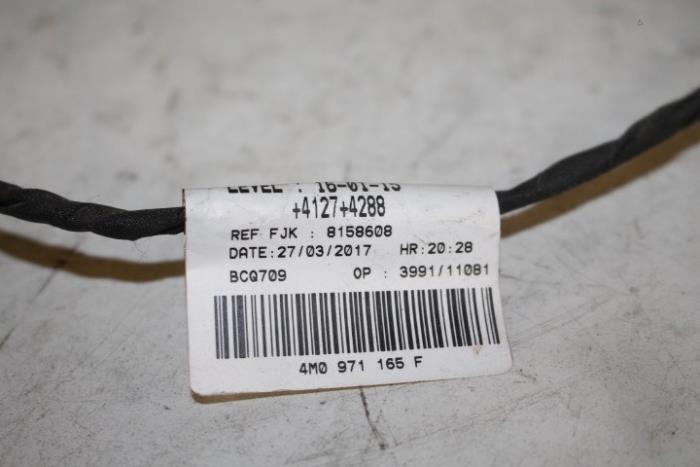 LEVEL : 16-01-15
+4127+4288
REF FJK : 8158608
DATE:27/03/2017 HR:20:28
BCQ709 OP : 3991/11081
4M0 971 165 F